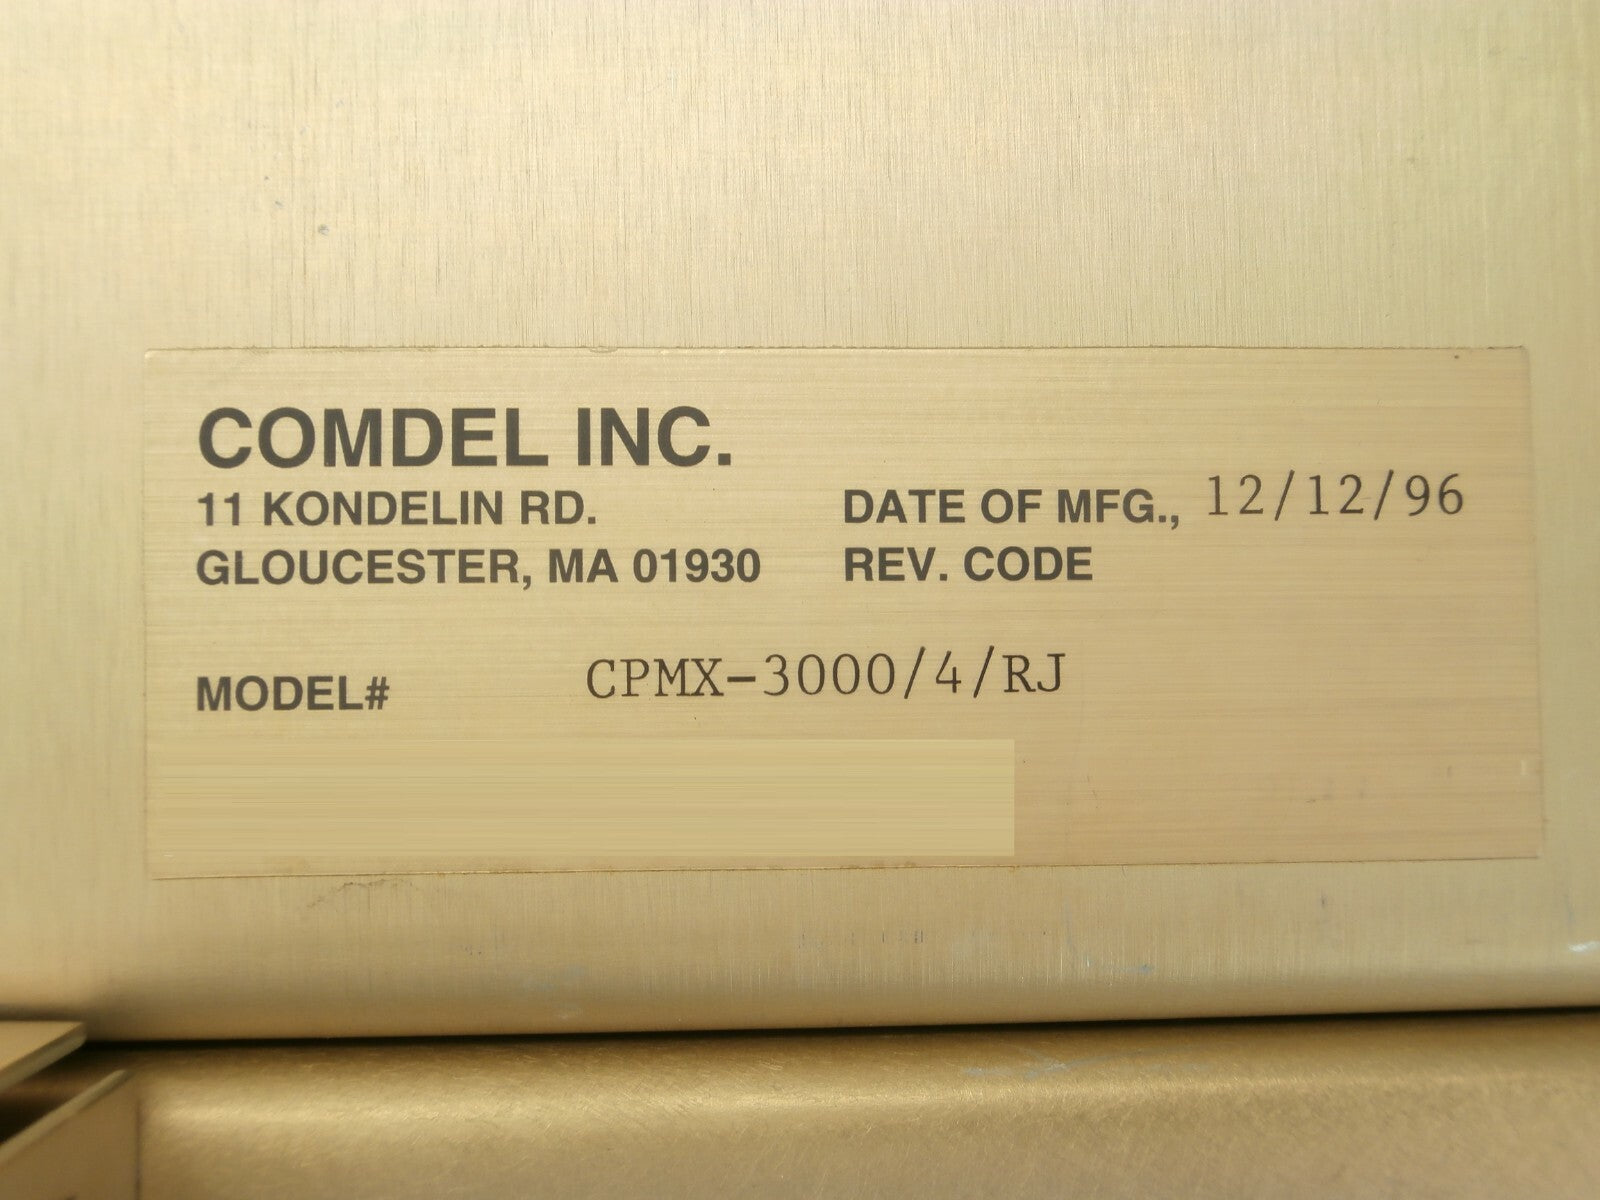 COMDEL INC.
11 KONDELIN RD.
GLOUCESTER, MA 01930
DATE OF MFG., 12/12/96
REV. CODE
MODEL# CPMX-3000/4/RJ